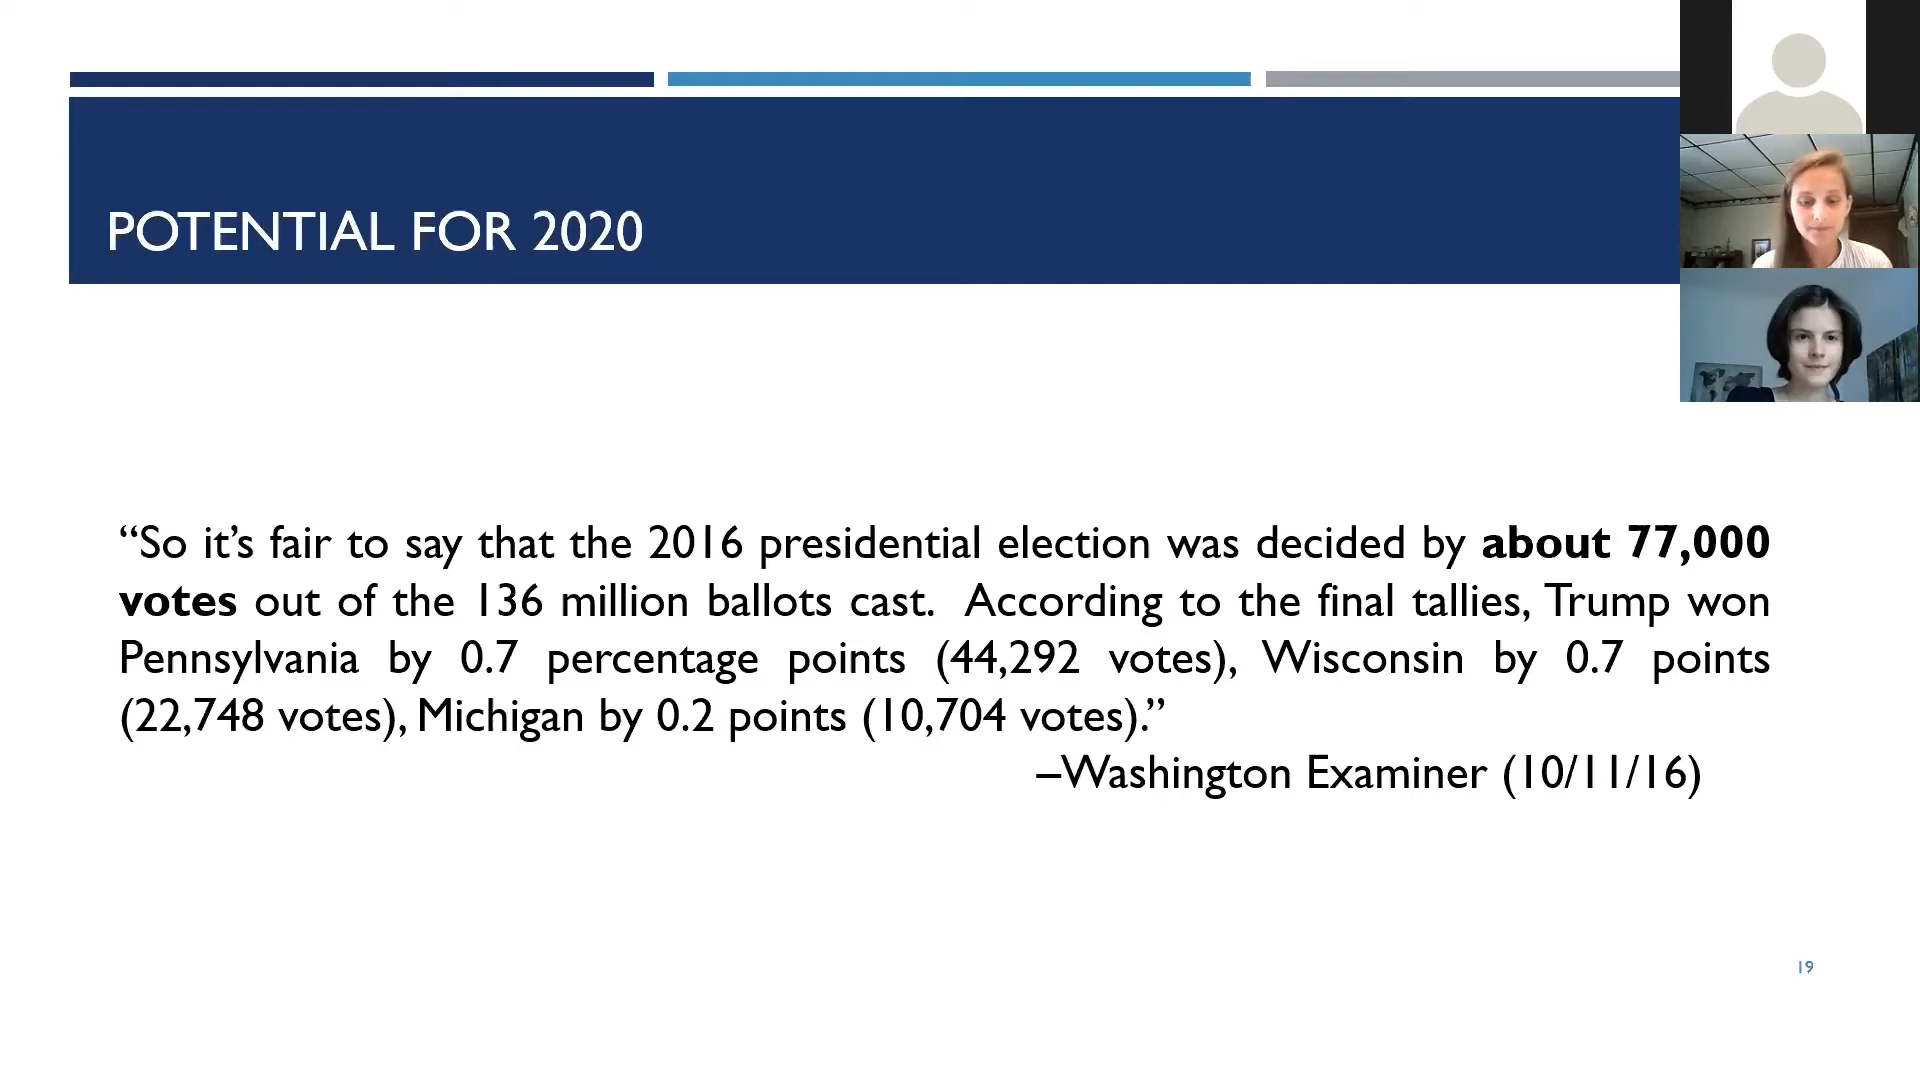 POTENTIAL FOR 2020
“So it’s fair to say that the 2016 presidential election was decided by about 77,000
votes out of the 136 million ballots cast.  According to the final tallies, Trump won
Pennsylvania by 0.7 percentage points (44,292 votes), Wisconsin by 0.7 points
(22,748 votes), Michigan by 0.2 points (10,704 votes).”
–Washington Examiner (10/11/16)
19